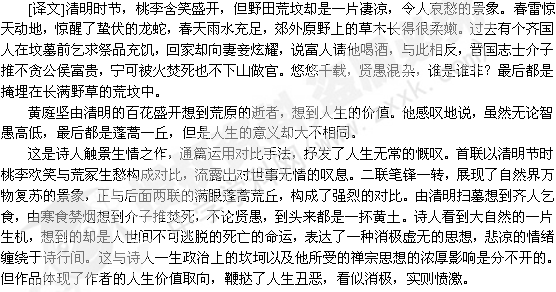 [译文]清明时节，桃李含笑盛开，但野田荒坟却是一片凄凉，令人哀愁的景象。春雷惊
天动地，惊醒了蛰伏的龙蛇，春天雨水充足，郊外原野上的草木长得很柔嫩。过去有个齐国
人在坟墓前乞求祭品充饥，回家却向妻妾炫耀，说富人请他喝酒，与此相反，晋国志士介子
推不贪公侯富贵，宁可被火焚死也不下山做官。悠悠千载，贤愚混杂，谁是谁非？最后都是
掩埋在长满野草的荒坟中。
黄庭坚由清明的百花盛开想到荒原的逝者，想到人生的价值。他感叹地说，虽然无论智
愚高低，最后都是蓬蒿一丘，但是人生的意义却大不相同。
这是诗人触景生情之作，通篇运用对比手法，抒发了人生无常的慨叹。首联以清明节时
桃李欢笑与荒冢生愁构成对比，流露出对世事无情的叹息。二联笔锋一转，展现了自然界万
物复苏的景象，正与后面两联的满眼蓬蒿荒丘，构成了强烈的对比。由清明扫墓想到齐人乞
食，由寒食禁烟想到介子推焚死，不论贤愚，到头来都是一抔黄土。诗人看到大自然的一片
生机，想到的却是人世间不可逃脱的死亡的命运，表达了一种消极虚无的思想，悲凉的情绪
缠绕于诗行间。这与诗人一生政治上的坎坷以及他所受的禅宗思想的浓厚影响是分不开的。
但作品体现了作者的人生价值取向，鞭挞了人生丑恶，看似消极，实则愤激。